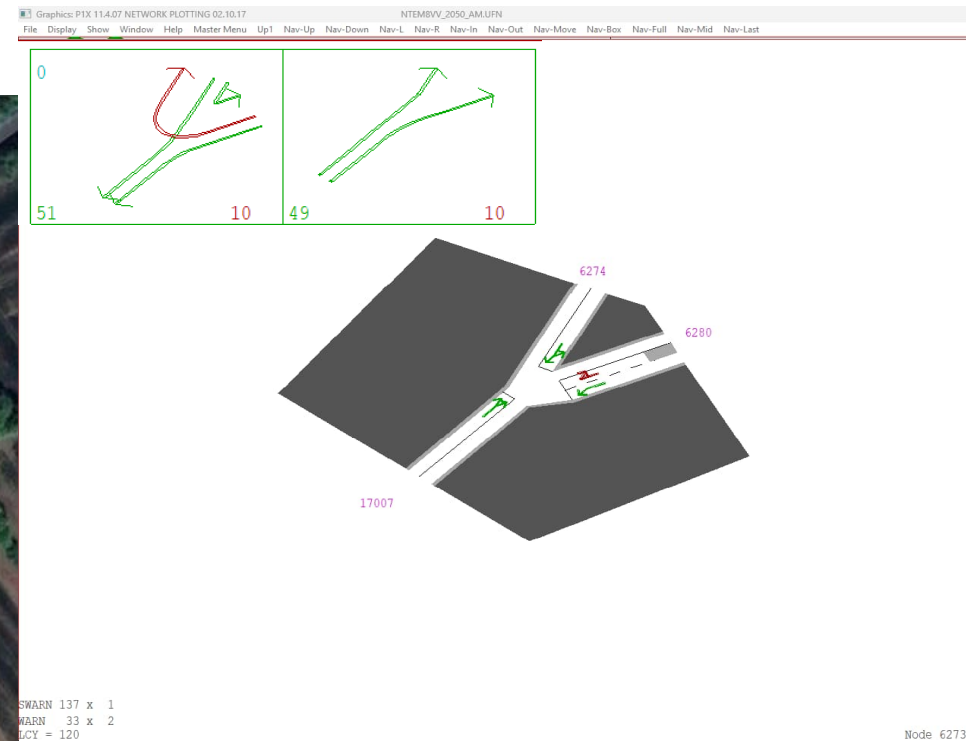 Graphics: P1X 11.4.07 NETWORK PLOTTING 02.10.17 NTEM8VV_2050_AM.UFN
File Display Show Window Help Master Menu Up1 Nav-Up Nav-Down Nav-L Nav-R Nav-In Nav-Out Nav-Move Nav-Box Nav-Full Nav-Mid Nav-Last
0
51 10 49 10
6274
6280
17007
SWARN 137 x 1
WARN 33 x 2
LCY = 120 Node 6273